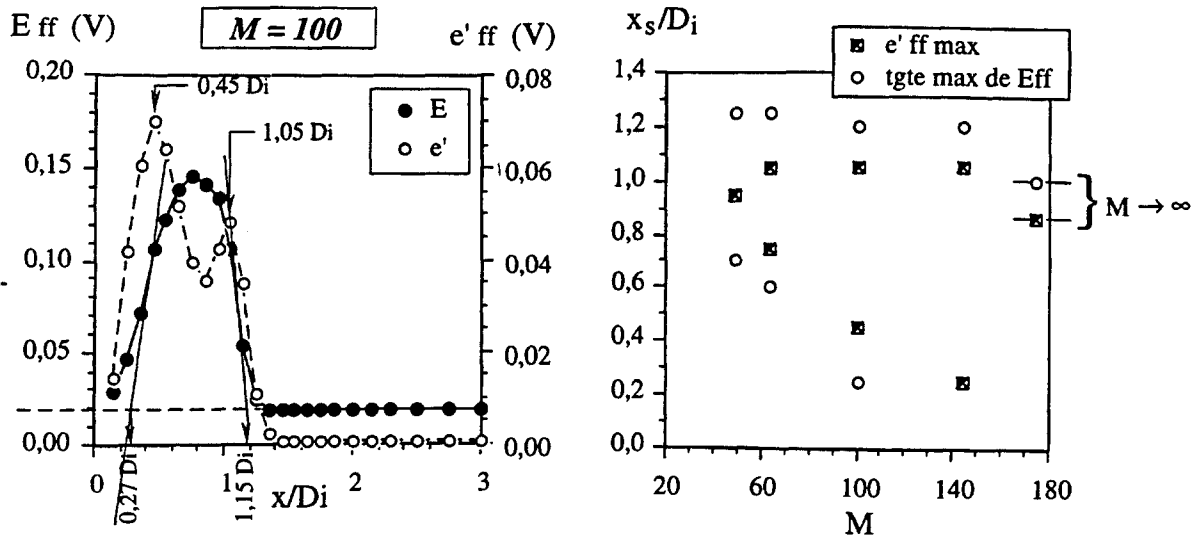 E ff (V)
M = 100
e' ff (V)
0,20
0,15
0,10
0,05
0,00
0,08
0,06
0,04
0,02
0,00
0,45 Di
1,05 Di
E
e'
0,27 Di
1,15 Di
0
1
2
3
x/Di
xs/Di
e' ff max
tgte max de Eff
1,4
1,2
1,0
0,8
0,6
0,4
0,2
0,0
M → ∞
20
60
100
140
180
M